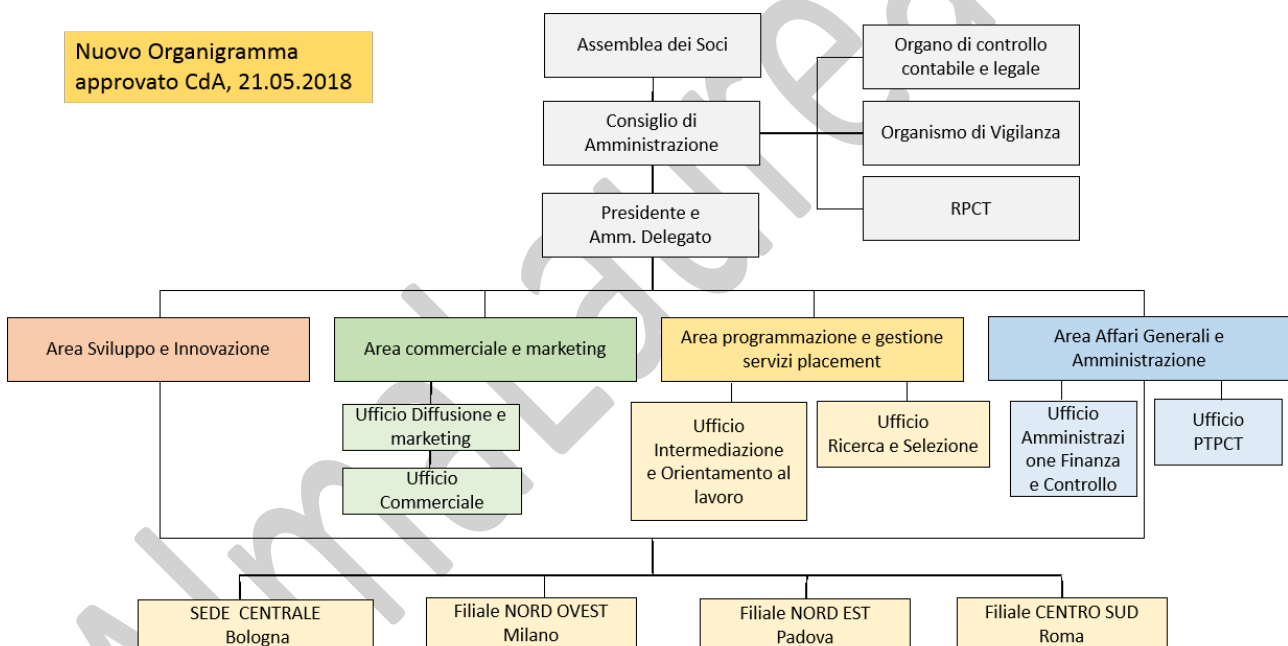 Nuovo Organigramma
approvato CdA, 21.05.2018
Assemblea dei Soci
Organo di controllo
contabile e legale
Consiglio di
Amministrazione
Organismo di Vigilanza
Presidente e
Amm. Delegato
RPCT
Area Sviluppo e Innovazione
Area commerciale e marketing
Area programmazione e gestione
servizi placement
Area Affari Generali e
Amministrazione
Ufficio Diffusione e
marketing
Ufficio
Commerciale
Ufficio
Intermediazione
e Orientamento al
lavoro
Ufficio
Ricerca e Selezione
Ufficio
Amministrazi
one Finanza
e Controllo
Ufficio
PTPCT
SEDE CENTRALE
Bologna
Filiale NORD OVEST
Milano
Filiale NORD EST
Padova
Filiale CENTRO SUD
Roma
AlmaLaurea